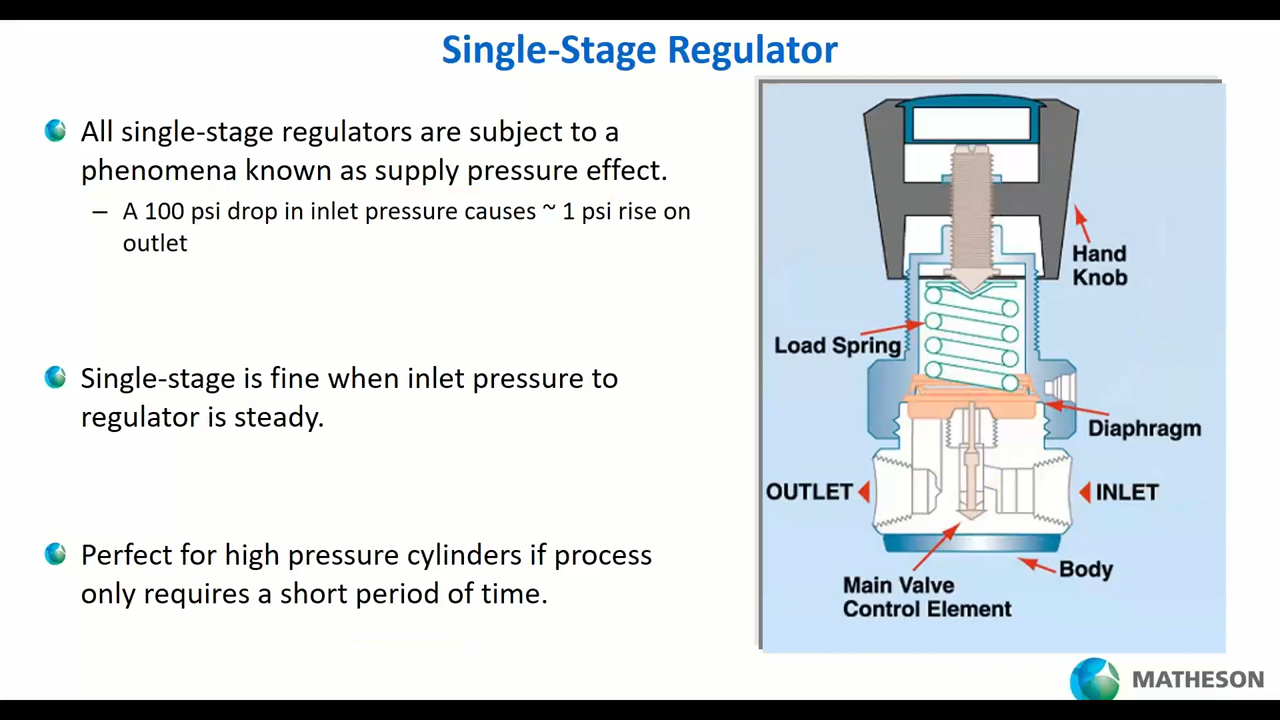 Single-Stage Regulator
All single-stage regulators are subject to a
phenomena known as supply pressure effect.
– A 100 psi drop in inlet pressure causes ~ 1 psi rise on
outlet
Single-stage is fine when inlet pressure to
regulator is steady.
Perfect for high pressure cylinders if process
only requires a short period of time.
Hand
Knob
Load Spring
Diaphragm
OUTLET
INLET
Body
Main Valve
Control Element
MATHESON